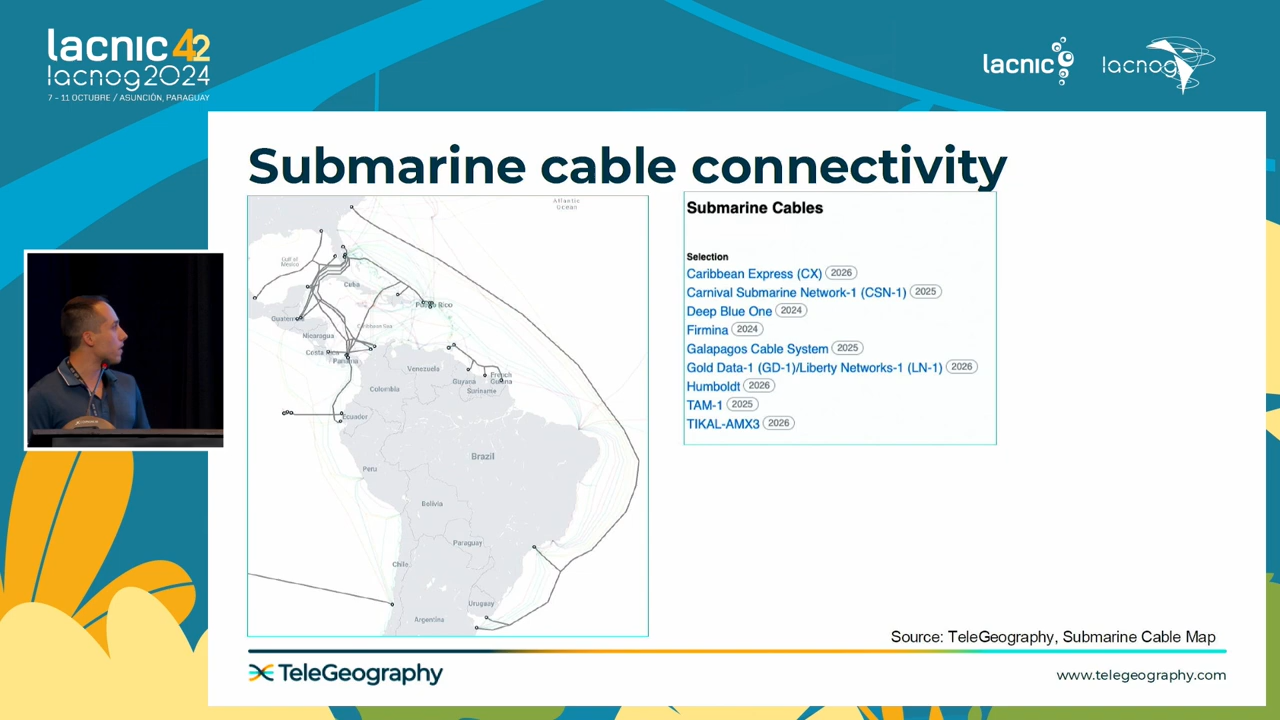 lacnic 42
lacnog2024
7 - 11 OCTUBRE / ASUNCIÓN, PARAGUAY
lacnic
lacnog
Submarine cable connectivity
Atlantic
Ocean
Gulf of
Mexico
Cuba
Puerto Rico
Guatemala
Caribbean Sea
Nicaragua
Costa Rica
Panama
Venezuela
Guyana
French
Guiana
Suriname
Colombia
Ecuador
Brazil
Peru
Bolivia
Paraguay
Chile
Uruguay
Argentina
Submarine Cables
Selection
Caribbean Express (CX) 2026
Carnival Submarine Network-1 (CSN-1) 2025
Deep Blue One 2024
Firmina 2024
Galapagos Cable System 2025
Gold Data-1 (GD-1)/Liberty Networks-1 (LN-1) 2026
Humboldt 2026
TAM-1 2025
TIKAL-AMX3 2026
Source: TeleGeography, Submarine Cable Map
TeleGeography
www.telegeography.com